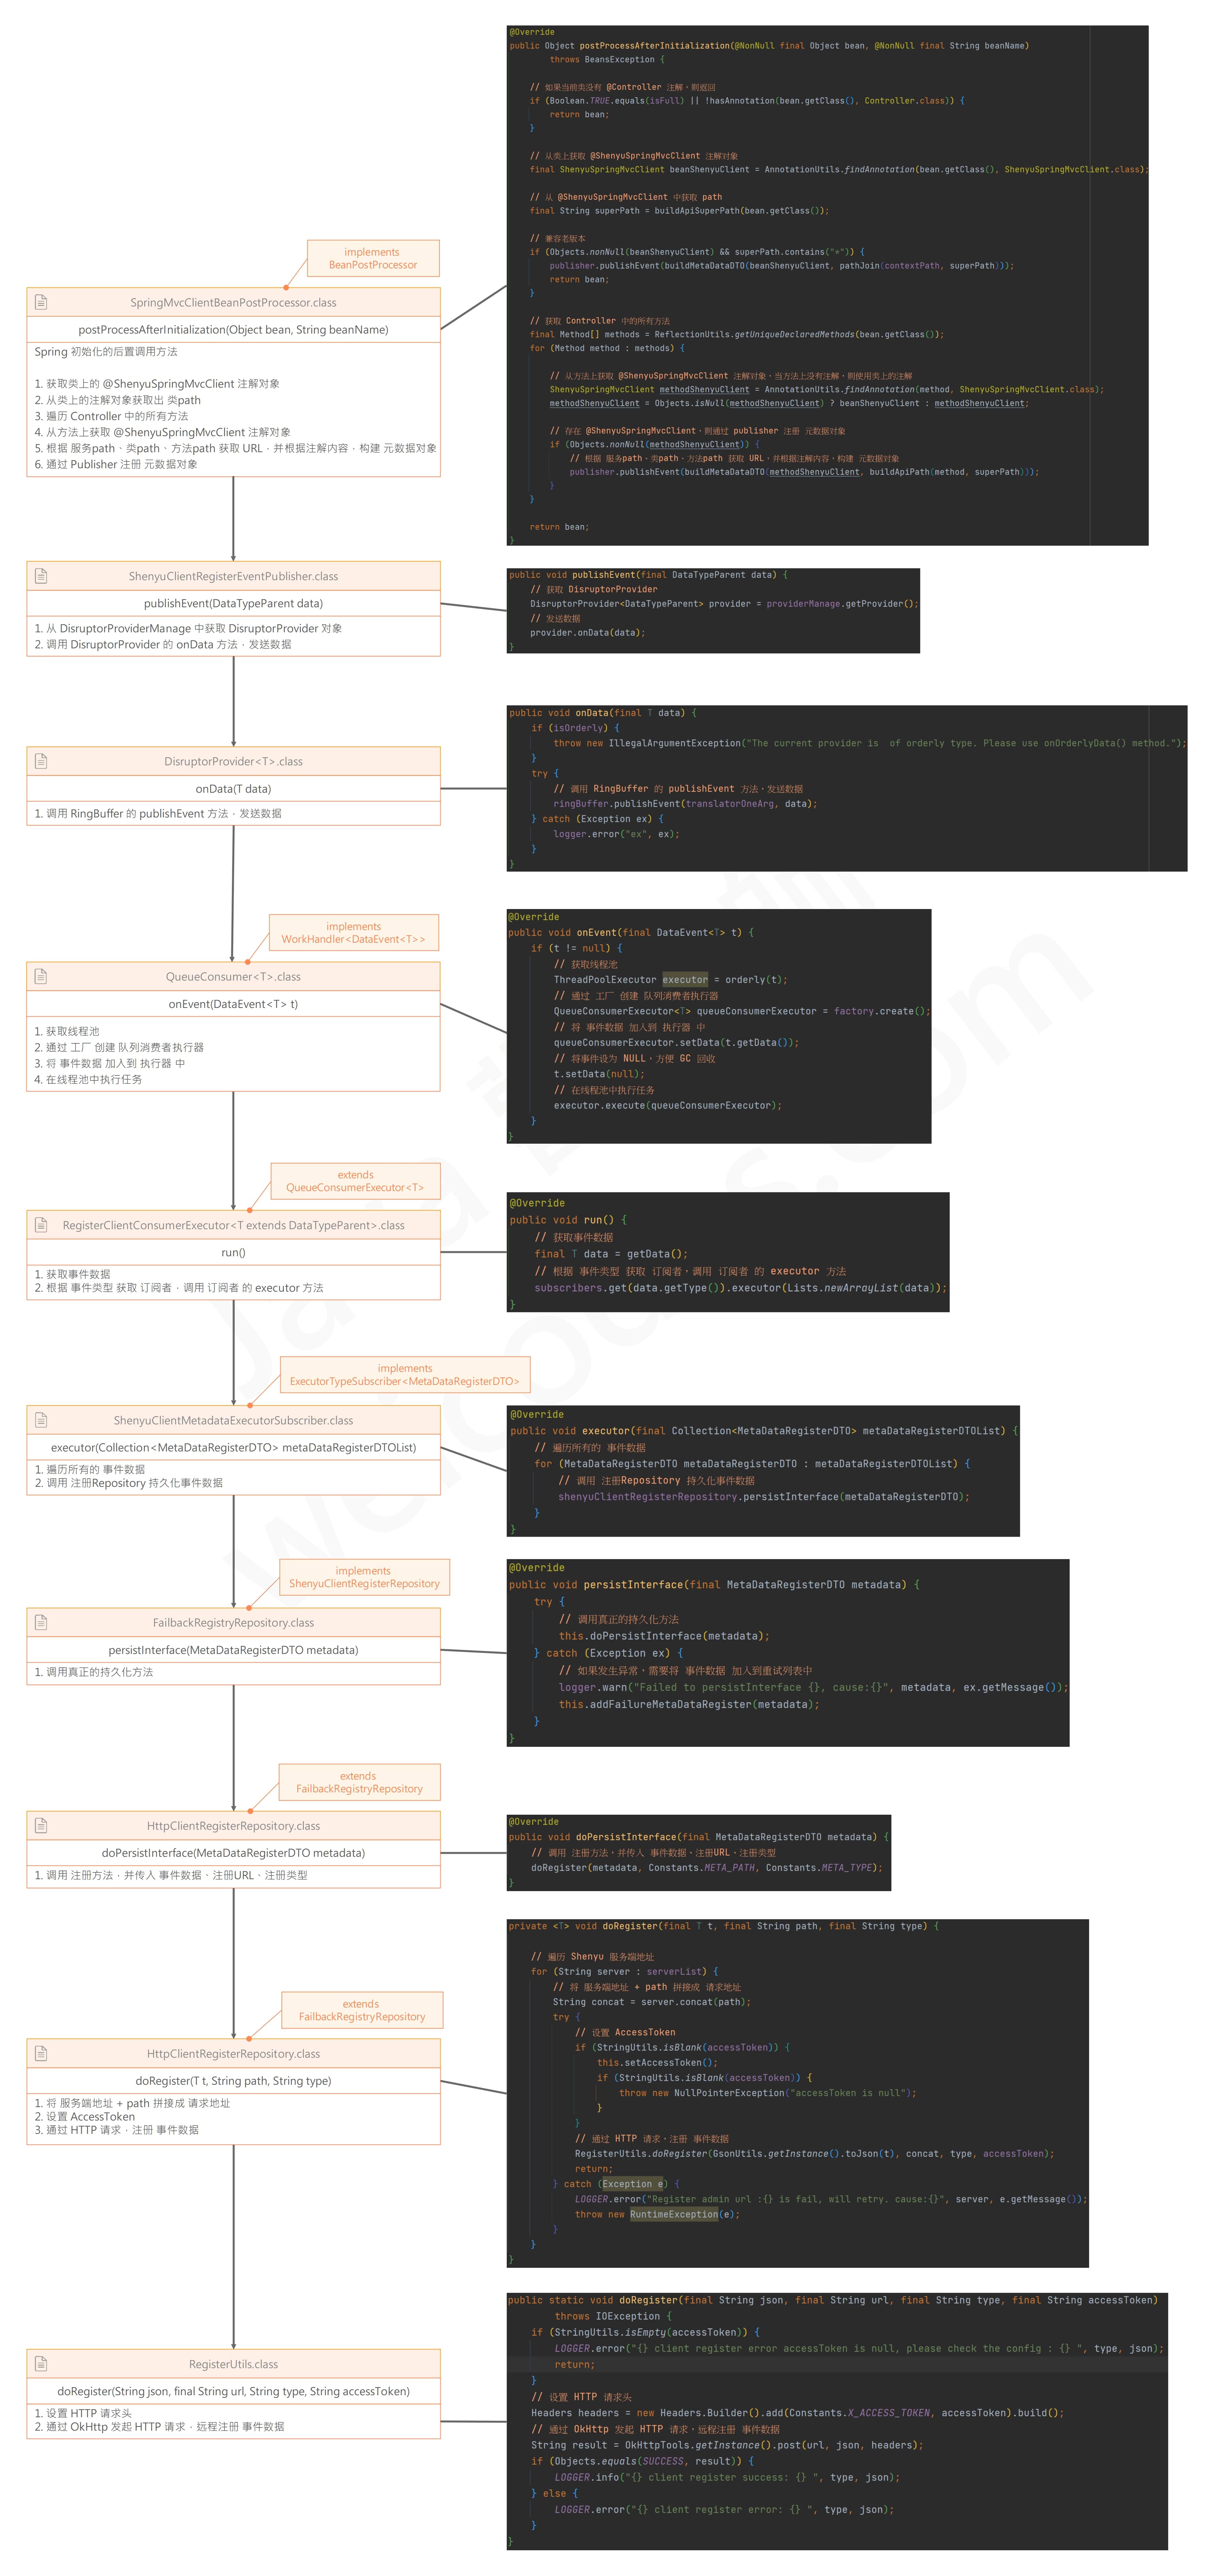 implements
BeanPostProcessor
SpringMvcClientBeanPostProcessor.class
postProcessAfterInitialization(Object bean, String beanName)
Spring 初始化的后置调用方法
1. 获取类上的 @ShenyuSpringMvcClient 注解对象
2. 从类上的注解对象获取出 类path
3. 遍历 Controller 中的所有方法
4. 从方法上获取 @ShenyuSpringMvcClient 注解对象
5. 根据 服务path、类path、方法path 获取 URL，并根据注解内容，构建 元数据对象
6. 通过 Publisher 注册 元数据对象
@Override
public Object postProcessAfterInitialization(@NonNull final Object bean, @NonNull final String beanName)
throws BeansException {
// 如果当前类没有 @Controller 注解，则返回
if (Boolean.TRUE.equals(isFull) || !hasAnnotation(bean.getClass(), Controller.class)) {
return bean;
}
// 从类上获取 @ShenyuSpringMvcClient 注解对象
final ShenyuSpringMvcClient beanShenyuClient = AnnotationUtils.findAnnotation(bean.getClass(), ShenyuSpringMvcClient.class);
// 从 @ShenyuSpringMvcClient 中获取 path
final String superPath = buildApiSuperPath(bean.getClass());
// 兼容老版本
if (Objects.nonNull(beanShenyuClient) && superPath.contains("*")) {
publisher.publishEvent(buildMetaDataDTO(beanShenyuClient, pathJoin(contextPath, superPath)));
return bean;
}
// 获取 Controller 中的所有方法
final Method[] methods = ReflectionUtils.getUniqueDeclaredMethods(bean.getClass());
for (Method method : methods) {
// 从方法上获取 @ShenyuSpringMvcClient 注解对象，当方法上没有注解，则使用类上的注解
ShenyuSpringMvcClient methodShenyuClient = AnnotationUtils.findAnnotation(method, ShenyuSpringMvcClient.class);
methodShenyuClient = Objects.isNull(methodShenyuClient) ? beanShenyuClient : methodShenyuClient;
// 存在 @ShenyuSpringMvcClient，则通过 publisher 注册 元数据对象
if (Objects.nonNull(methodShenyuClient)) {
// 根据 服务path、类path、方法path 获取 URL，并根据注解内容，构建 元数据对象
publisher.publishEvent(buildMetaDataDTO(methodShenyuClient, buildApiPath(method, superPath)));
}
}
return bean;
}
ShenyuClientRegisterEventPublisher.class
publishEvent(DataTypeParent data)
1. 从 DisruptorProviderManage 中获取 DisruptorProvider 对象
2. 调用 DisruptorProvider 的 onData 方法，发送数据
public void publishEvent(final DataTypeParent data) {
// 获取 DisruptorProvider
DisruptorProvider<DataTypeParent> provider = providerManage.getProvider();
// 发送数据
provider.onData(data);
}
DisruptorProvider<T>.class
onData(T data)
1. 调用 RingBuffer 的 publishEvent 方法，发送数据
public void onData(final T data) {
if (isOrderly) {
throw new IllegalArgumentException("The current provider is  of orderly type. Please use onOrderlyData() method.");
}
try {
// 调用 RingBuffer 的 publishEvent 方法，发送数据
ringBuffer.publishEvent(translatorOneArg, data);
} catch (Exception ex) {
logger.error("ex", ex);
}
}
implements
WorkHandler<DataEvent<T>>
QueueConsumer<T>.class
onEvent(DataEvent<T> t)
1. 获取线程池
2. 通过 工厂 创建 队列消费者执行器
3. 将 事件数据 加入到 执行器 中
4. 在线程池中执行任务
@Override
public void onEvent(final DataEvent<T> t) {
if (t != null) {
// 获取线程池
ThreadPoolExecutor executor = orderly(t);
// 通过 工厂 创建 队列消费者执行器
QueueConsumerExecutor<T> queueConsumerExecutor = factory.create();
// 将 事件数据 加入到 执行器 中
queueConsumerExecutor.setData(t.getData());
// 将事件设为 NULL，方便 GC 回收
t.setData(null);
// 在线程池中执行任务
executor.execute(queueConsumerExecutor);
}
}
extends
QueueConsumerExecutor<T>
RegisterClientConsumerExecutor<T extends DataTypeParent>.class
run()
1. 获取事件数据
2. 根据 事件类型 获取 订阅者，调用 订阅者 的 executor 方法
@Override
public void run() {
// 获取事件数据
final T data = getData();
// 根据 事件类型 获取 订阅者，调用 订阅者 的 executor 方法
subscribers.get(data.getType()).executor(Lists.newArrayList(data));
}
implements
ExecutorTypeSubscriber<MetaDataRegisterDTO>
ShenyuClientMetadataExecutorSubscriber.class
executor(Collection<MetaDataRegisterDTO> metaDataRegisterDTOList)
1. 遍历所有的 事件数据
2. 调用 注册Repository 持久化事件数据
@Override
public void executor(final Collection<MetaDataRegisterDTO> metaDataRegisterDTOList) {
// 遍历所有的 事件数据
for (MetaDataRegisterDTO metaDataRegisterDTO : metaDataRegisterDTOList) {
// 调用 注册Repository 持久化事件数据
shenyuClientRegisterRepository.persistInterface(metaDataRegisterDTO);
}
}
implements
ShenyuClientRegisterRepository
FailbackRegistryRepository.class
persistInterface(MetaDataRegisterDTO metadata)
1. 调用真正的持久化方法
@Override
public void persistInterface(final MetaDataRegisterDTO metadata) {
try {
// 调用真正的持久化方法
this.doPersistInterface(metadata);
} catch (Exception ex) {
// 如果发生异常，需要将 事件数据 加入到重试列表中
logger.warn("Failed to persistInterface {}, cause:{}", metadata, ex.getMessage());
this.addFailureMetaDataRegister(metadata);
}
}
extends
FailbackRegistryRepository
HttpClientRegisterRepository.class
doPersistInterface(MetaDataRegisterDTO metadata)
1. 调用 注册方法，并传入 事件数据、注册URL、注册类型
@Override
public void doPersistInterface(final MetaDataRegisterDTO metadata) {
// 调用 注册方法，并传入 事件数据、注册URL、注册类型
doRegister(metadata, Constants.META_PATH, Constants.META_TYPE);
}
extends
FailbackRegistryRepository
HttpClientRegisterRepository.class
doRegister(T t, String path, String type)
1. 将 服务端地址 + path 拼接成 请求地址
2. 设置 AccessToken
3. 通过 HTTP 请求，注册 事件数据
private <T> void doRegister(final T t, final String path, final String type) {
// 遍历 Shenyu 服务端地址
for (String server : serverList) {
// 将 服务端地址 + path 拼接成 请求地址
String concat = server.concat(path);
try {
// 设置 AccessToken
if (StringUtils.isBlank(accessToken)) {
this.setAccessToken();
if (StringUtils.isBlank(accessToken)) {
throw new NullPointerException("accessToken is null");
}
}
// 通过 HTTP 请求，注册 事件数据
RegisterUtils.doRegister(GsonUtils.getInstance().toJson(t), concat, type, accessToken);
return;
} catch (Exception e) {
LOGGER.error("Register admin url :{} is fail, will retry. cause:{}", server, e.getMessage());
throw new RuntimeException(e);
}
}
}
RegisterUtils.class
doRegister(String json, final String url, String type, String accessToken)
1. 设置 HTTP 请求头
2. 通过 OkHttp 发起 HTTP 请求，远程注册 事件数据
public static void doRegister(final String json, final String url, final String type, final String accessToken)
throws IOException {
if (StringUtils.isEmpty(accessToken)) {
LOGGER.error("{} client register error accessToken is null, please check the config : {} ", type, json);
return;
}
// 设置 HTTP 请求头
Headers headers = new Headers.Builder().add(Constants.X_ACCESS_TOKEN, accessToken).build();
// 通过 OkHttp 发起 HTTP 请求，远程注册 事件数据
String result = OkHttpTools.getInstance().post(url, json, headers);
if (Objects.equals(SUCCESS, result)) {
LOGGER.info("{} client register success: {} ", type, json);
} else {
LOGGER.error("{} client register error: {} ", type, json);
}
}